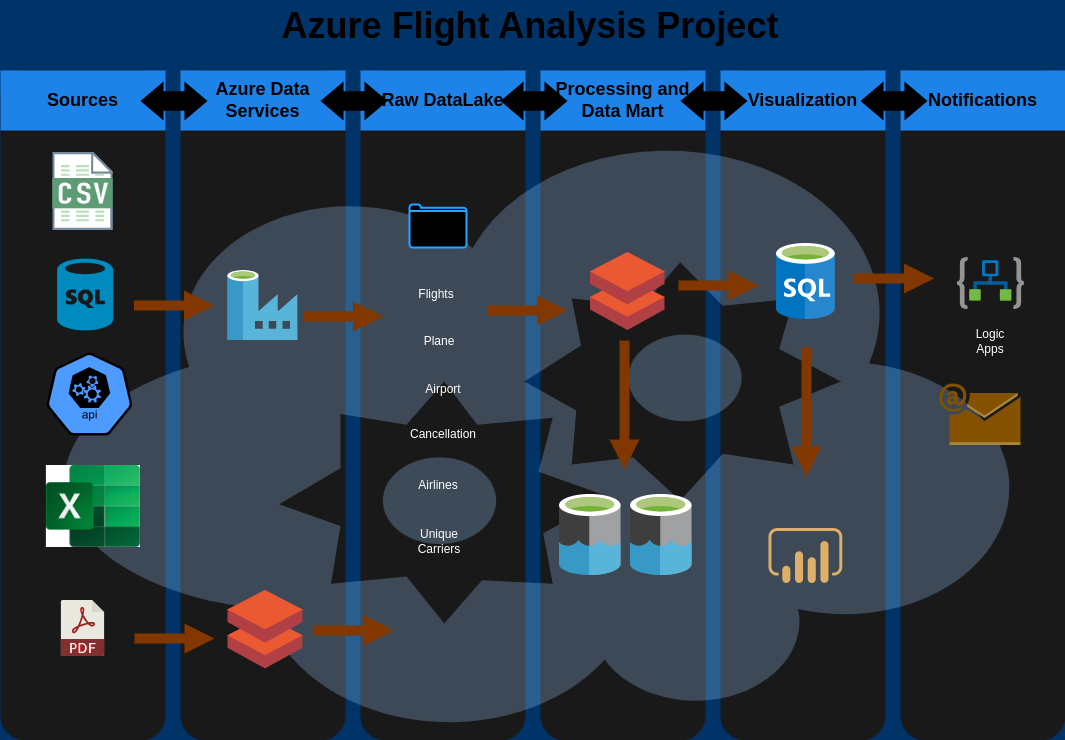 Azure Flight Analysis Project
Sources
Azure Data
Services
Raw DataLake
Processing and
Data Mart
Visualization
Notifications
CSV
SQL
api
X
PDF
Flights
Plane
Airport
Cancellation
Airlines
Unique
Carriers
SQL
Logic
Apps
@